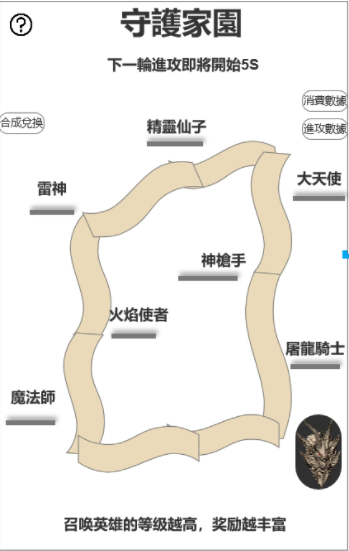 守護家園
下一輪進攻即將開始5S
消費數據
合成兌换
進攻數據
精靈仙子
大天使
雷神
神槍手
火焰使者
屠龍騎士
魔法師
召唤英雄的等级越高，奖励越丰富